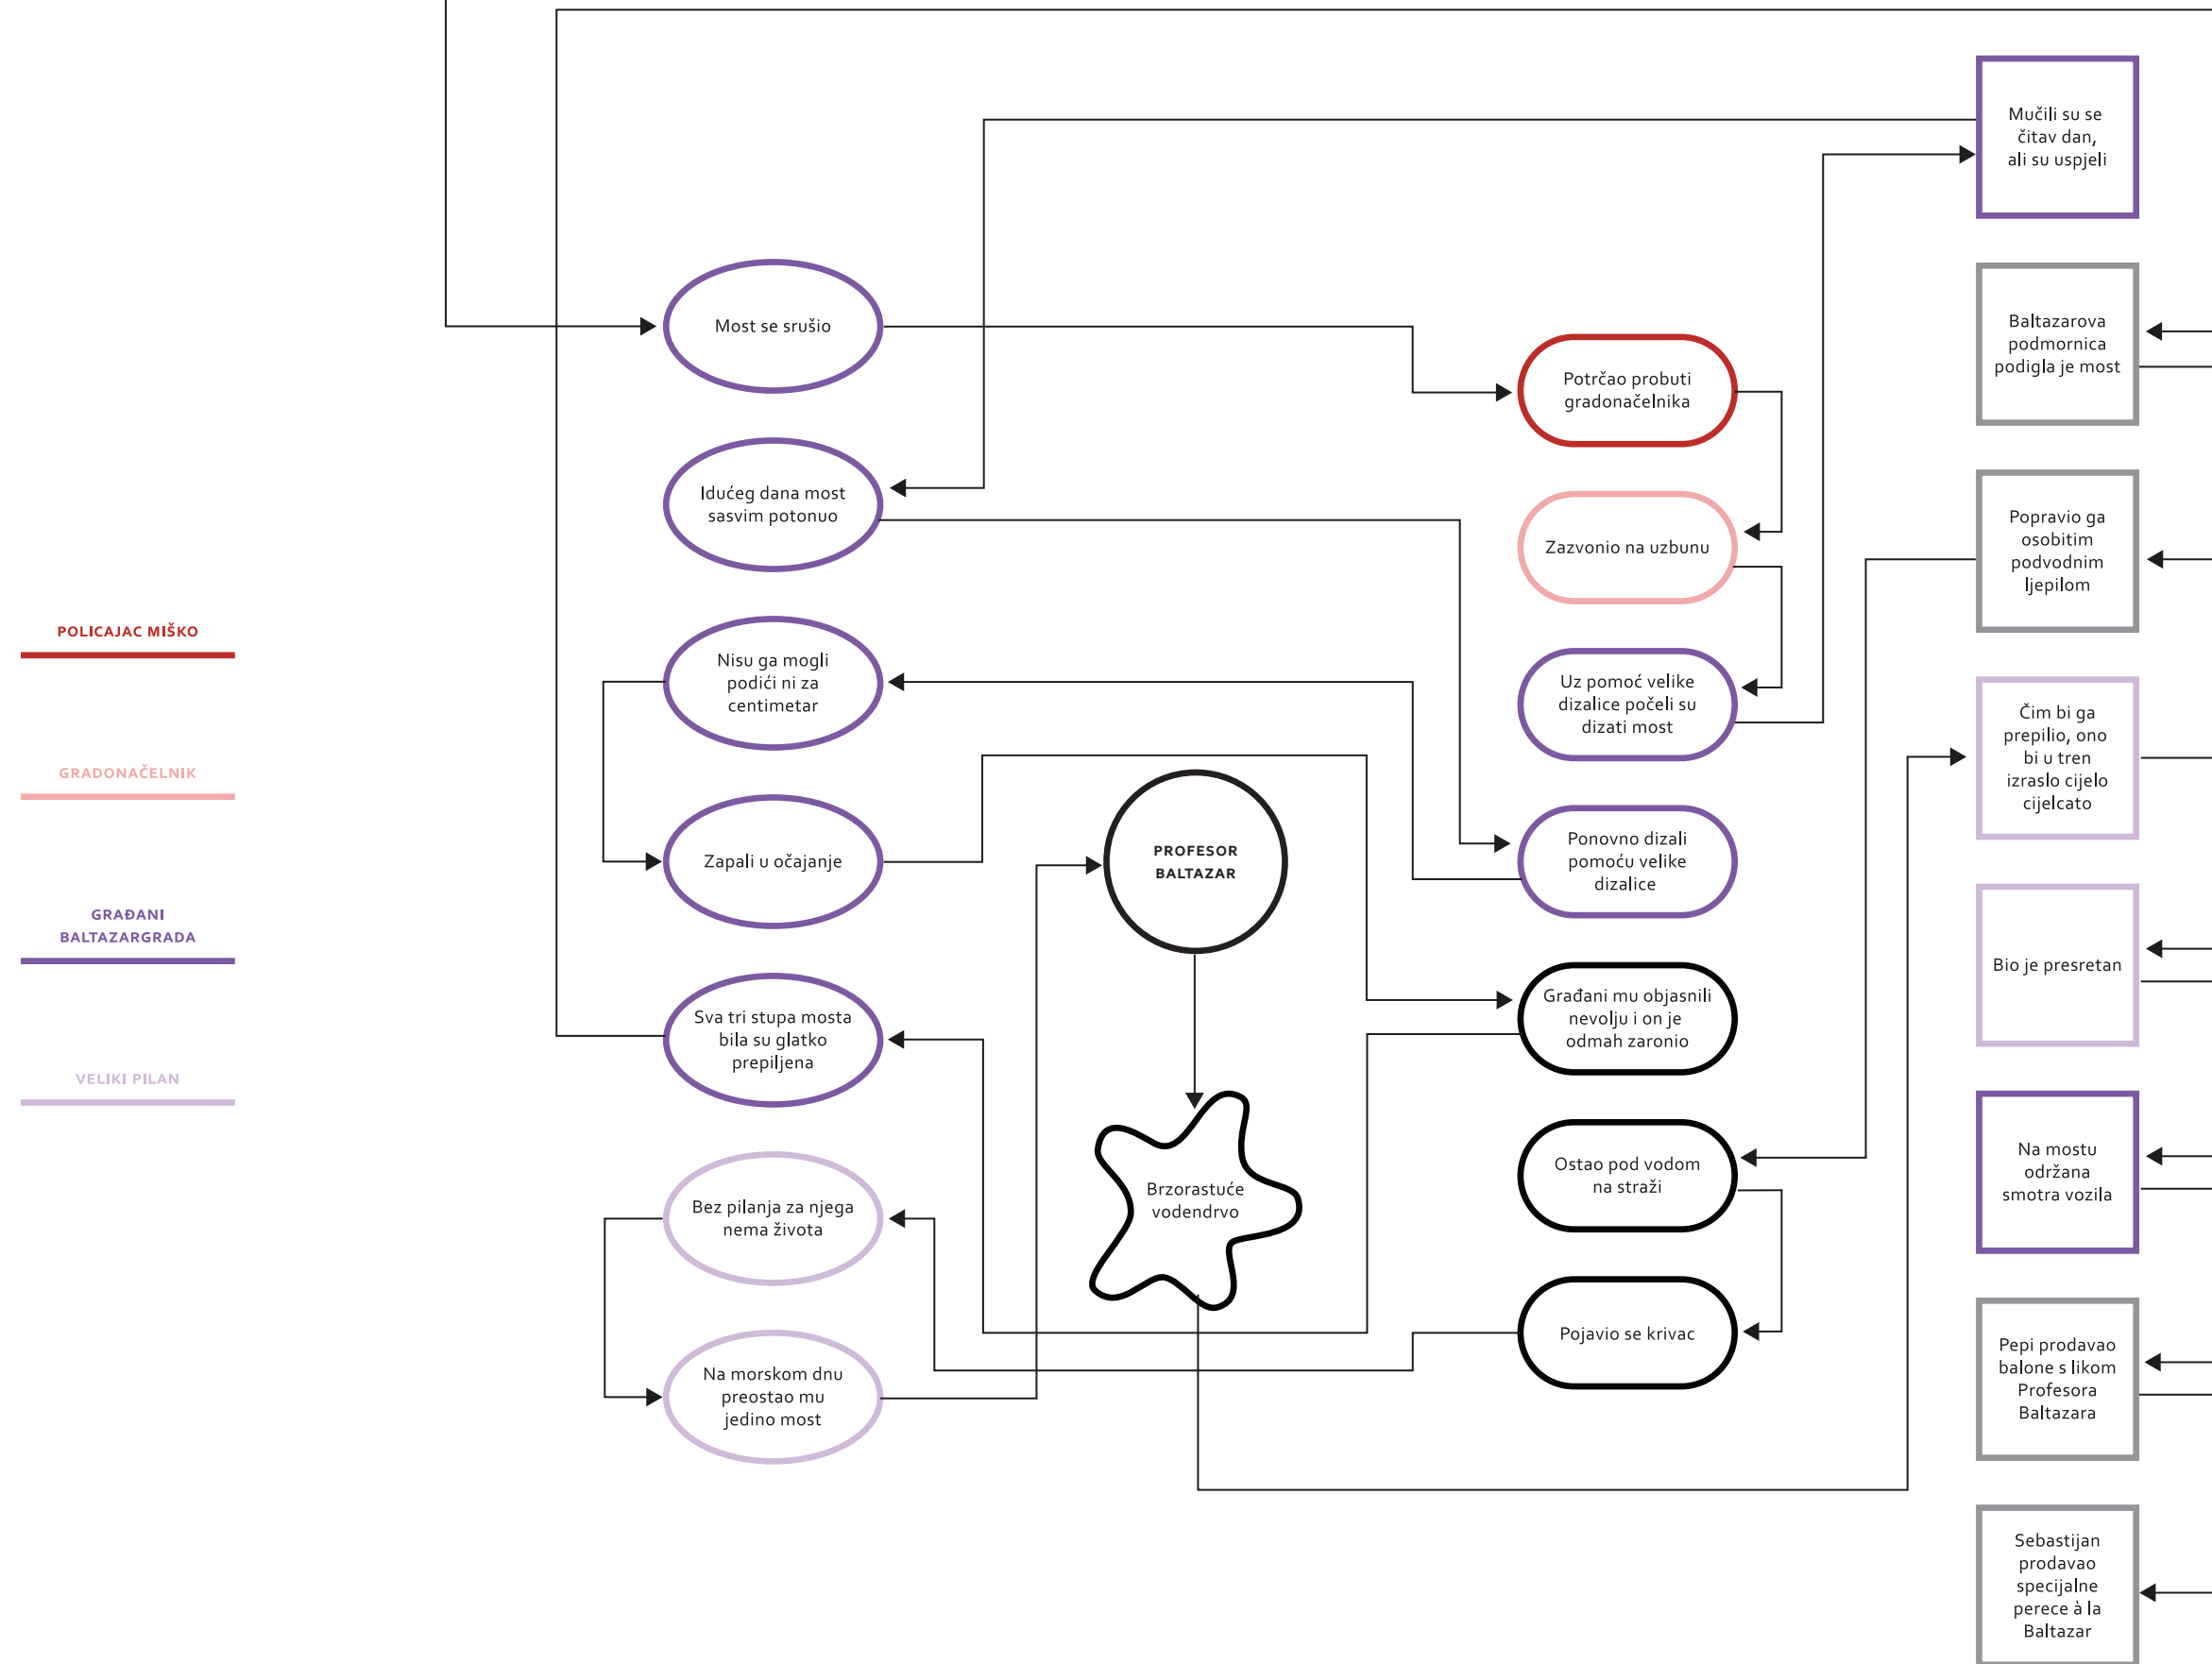 POLICAJAC MIŠKO
GRADONAČELNIK
GRAĐANI
BALTAZARGRADA
VELIKI PILAN
Most se srušio
Idućeg dana most
sasvim potonuo
Nisu ga mogli
podići ni za
centimetar
Zapali u očajanje
Sva tri stupa mosta
bila su glatko
prepiljena
Bez pilanja za njega
nema života
Na morskom dnu
preostao mu
jedino most
PROFESOR
BALTAZAR
Brzorastuće
vodendrvo
Potrčao probuti
gradonačelnika
Zazvonio na uzbunu
Uz pomoć velike
dizalice počeli su
dizati most
Ponovno dizali
pomoću velike
dizalice
Građani mu objasnili
nevolju i on je
odmah zaronio
Ostao pod vodom
na straži
Pojavio se krivac
Mučili su se
čitav dan,
ali su uspjeli
Baltazarova
podmornica
podigla je most
Popravio ga
osobitim
podvodnim
ljepilom
Čim bi ga
prepilio, ono
bi u tren
izraslo cijelo
cijelcato
Bio je presretan
Na mostu
održana
smotra vozila
Pepi prodavao
balone s likom
Profesora
Baltazara
Sebastijan
prodavao
specijalne
perece à la
Baltazar